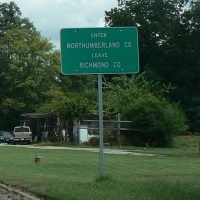 ENTER
NORTHUMBERLAND CO
LEAVE
RICHMOND CO